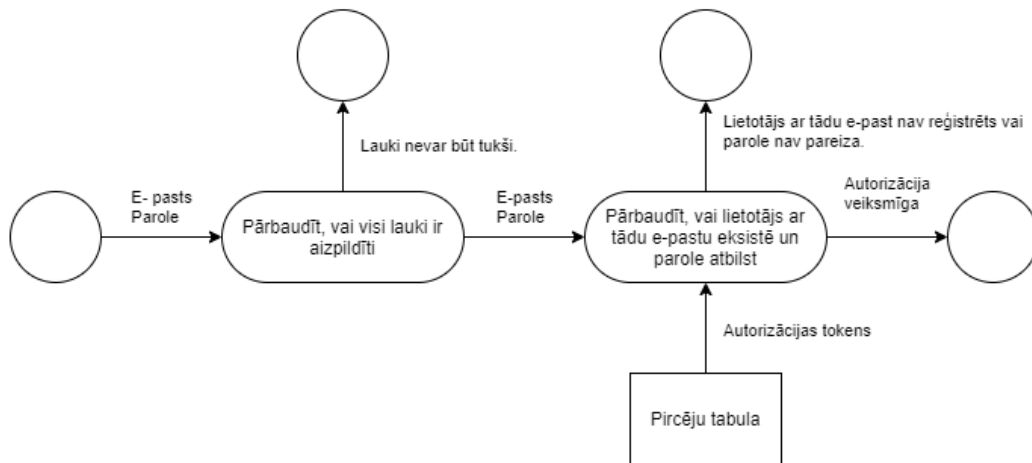 Lauki nevar būt tukši.
Lietotājs ar tādu e-past nav reģistrēts vai
parole nav pareiza.
E- pasts
Parole
Pārbaudīt, vai visi lauki ir
aizpildīti
E-pasts
Parole
Pārbaudīt, vai lietotājs ar
tādu e-pastu eksistē un
parole atbilst
Autorizācija
veiksmīga
Autorizācijas tokens
Pircēju tabula